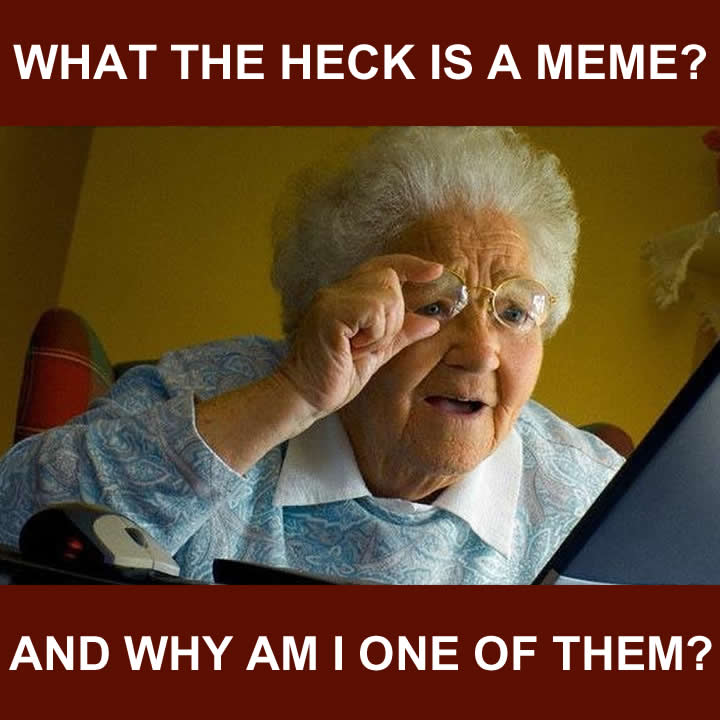 WHAT THE HECK IS A MEME?
AND WHY AM I ONE OF THEM?